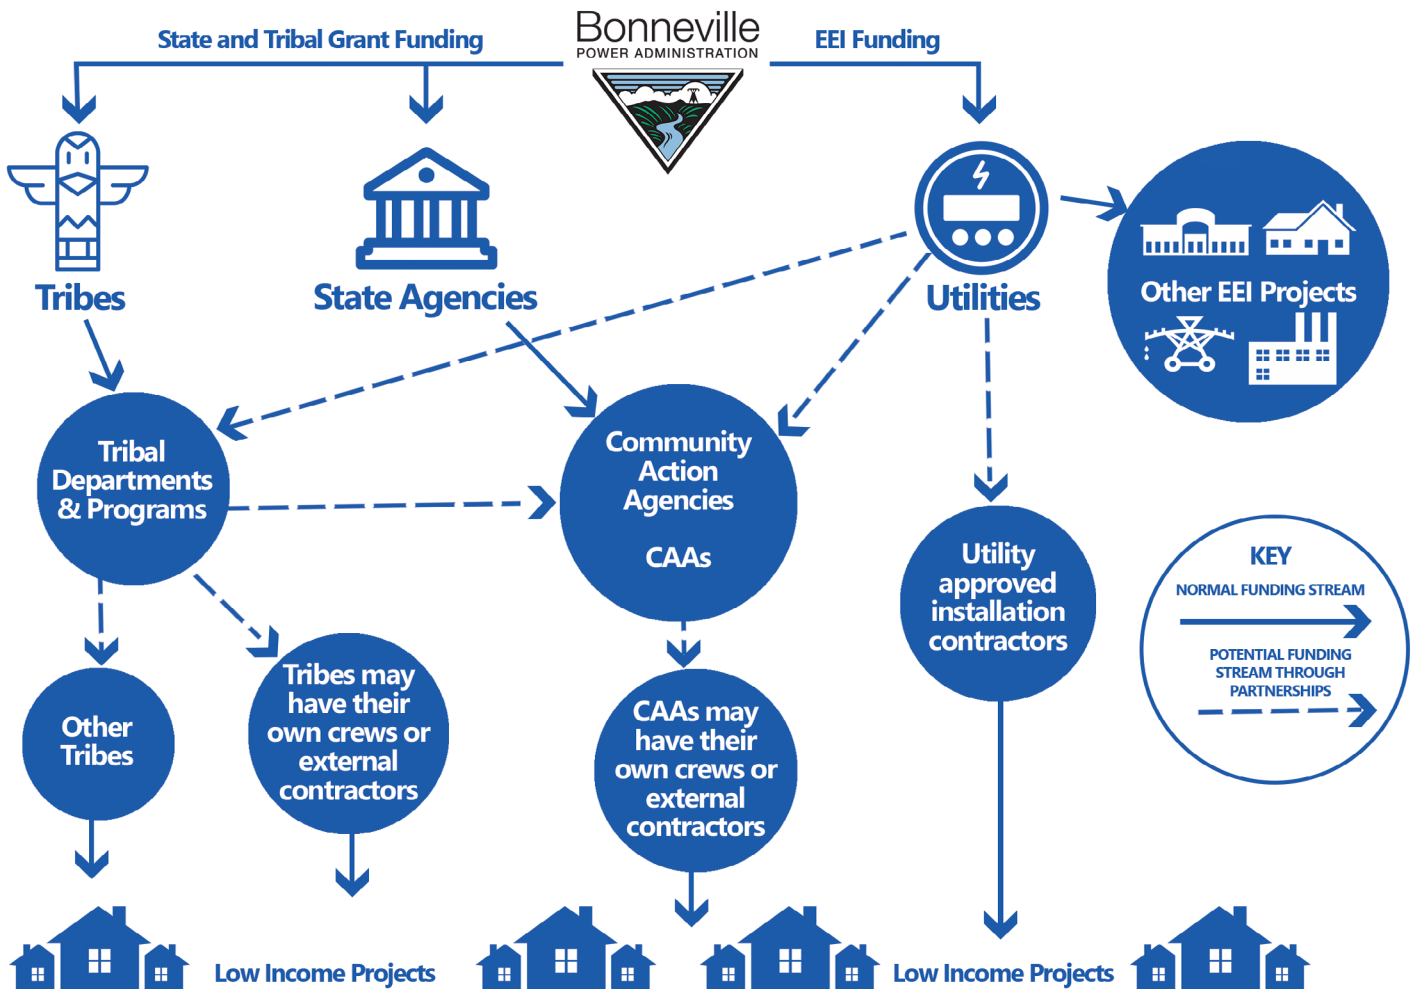 Bonneville
POWER ADMINISTRATION
State and Tribal Grant Funding
EEI Funding
Tribes
State Agencies
Utilities
Other EEI Projects
Tribal
Departments
& Programs
Community
Action
Agencies
CAAs
Utility
approved
installation
contractors
KEY
NORMAL FUNDING STREAM
POTENTIAL FUNDING
STREAM THROUGH
PARTNERSHIPS
Other
Tribes
Tribes may
have their
own crews or
external
contractors
CAAs may
have their
own crews or
external
contractors
Low Income Projects
Low Income Projects